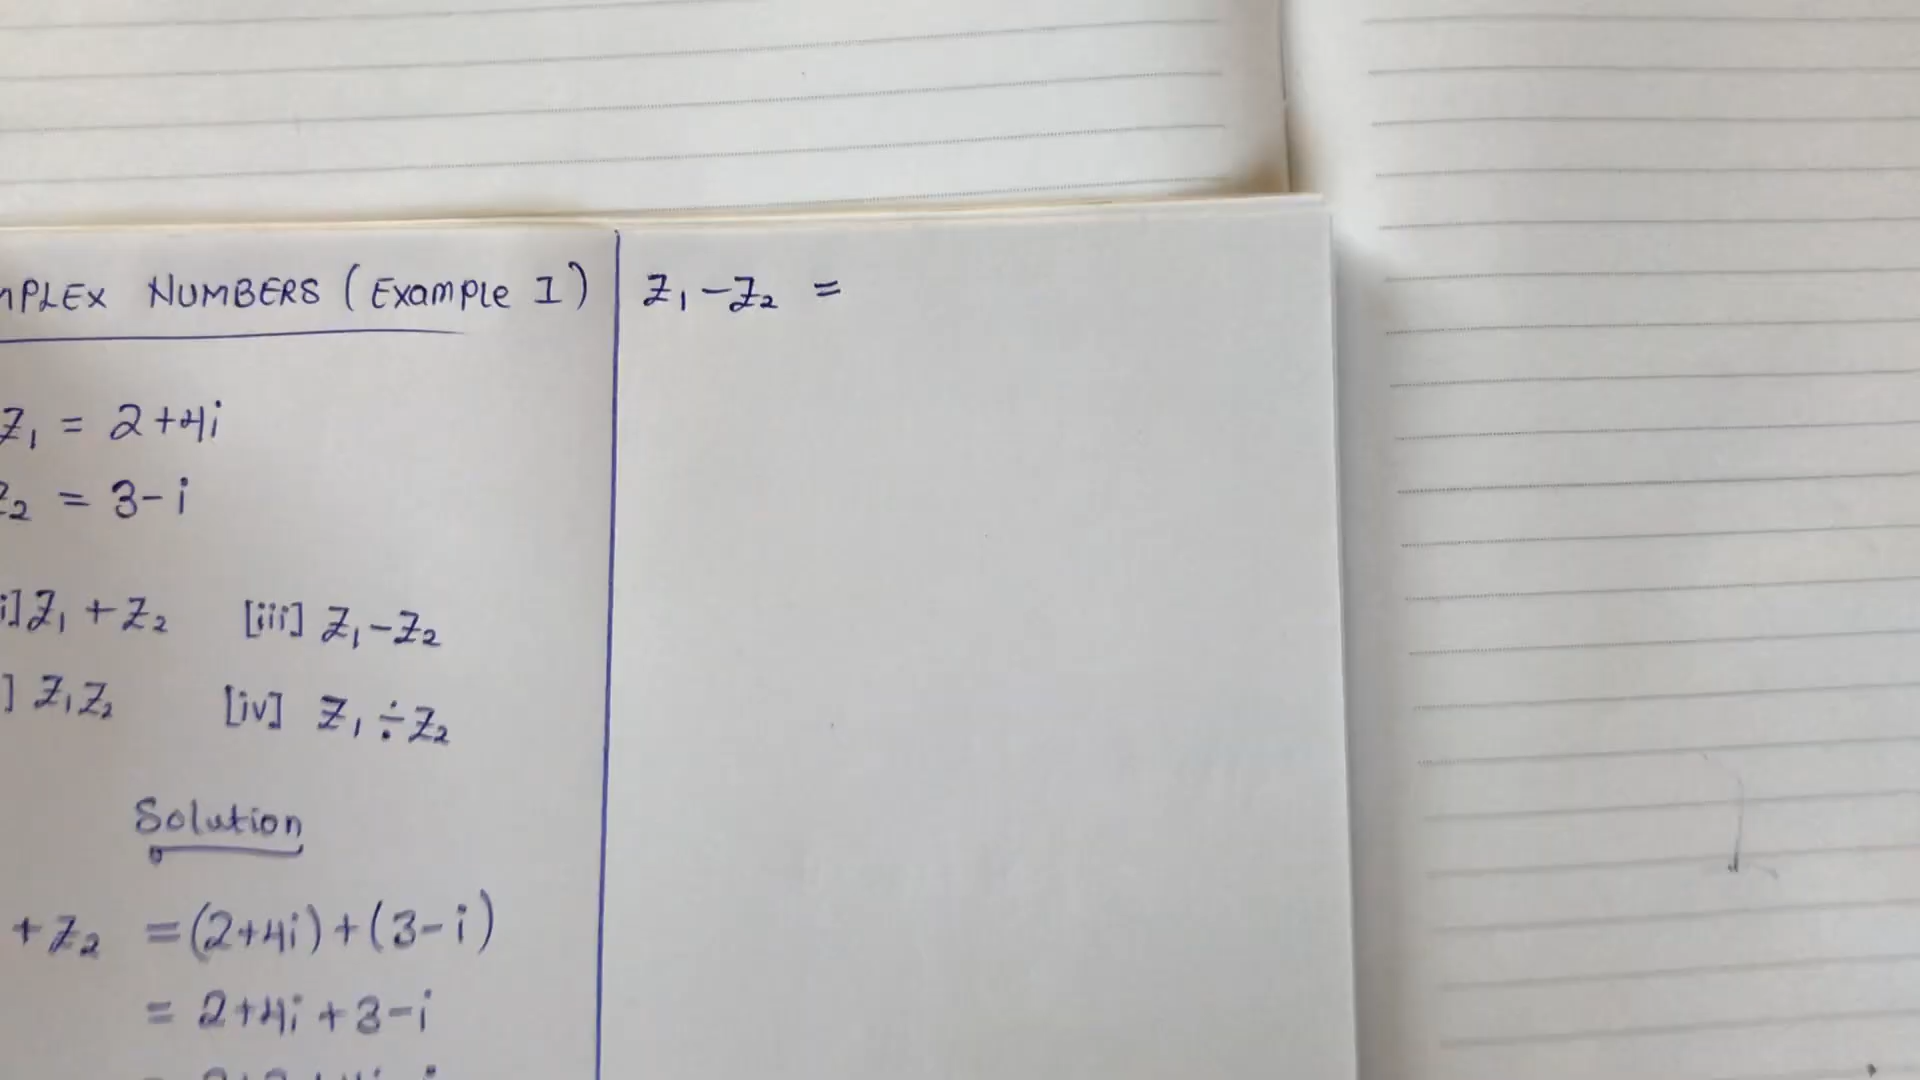 NUMBERS (Example 1)
Z₁ = 2+4i
Z₂ = 3-i
i] Z₁ + Z₂ [iii] Z₁-Z₂
] Z₁Z₂ [iv] Z₁ ÷ Z₂
Solution
+Z₂ = (2+4i)+(3-i)
= 2+4i+3-i
Z₁-Z₂ =